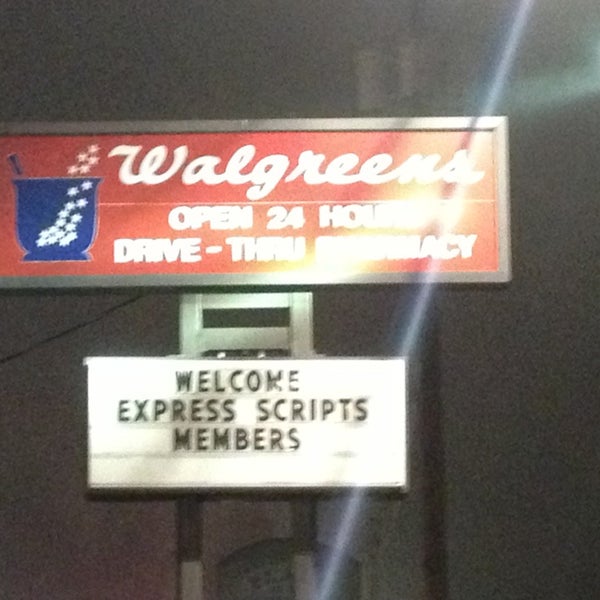 Walgreens
OPEN 24 HOURS
DRIVE-THRU PHARMACY
WELCOME
EXPRESS SCRIPTS
MEMBERS